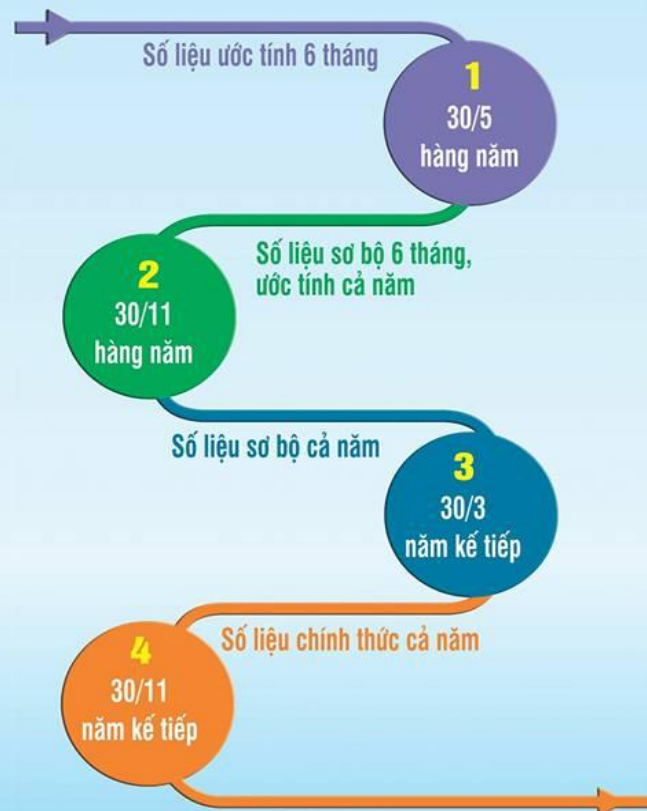 Số liệu ước tính 6 tháng
1
30/5
hàng năm
Số liệu sơ bộ 6 tháng,
ước tính cả năm
2
30/11
hàng năm
Số liệu sơ bộ cả năm
3
30/3
năm kế tiếp
Số liệu chính thức cả năm
4
30/11
năm kế tiếp